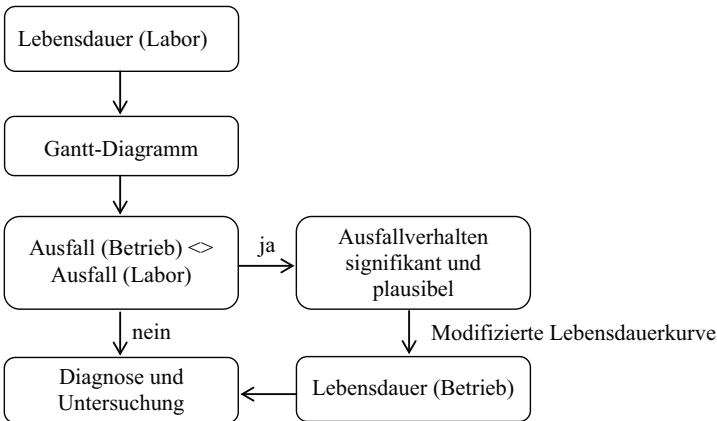 Lebensdauer (Labor)
Gantt-Diagramm
Ausfall (Betrieb) <>
Ausfall (Labor)
ja
Ausfallverhalten
signifikant und
plausibel
nein
Modifizierte Lebensdauerkurve
Diagnose und
Untersuchung
Lebensdauer (Betrieb)